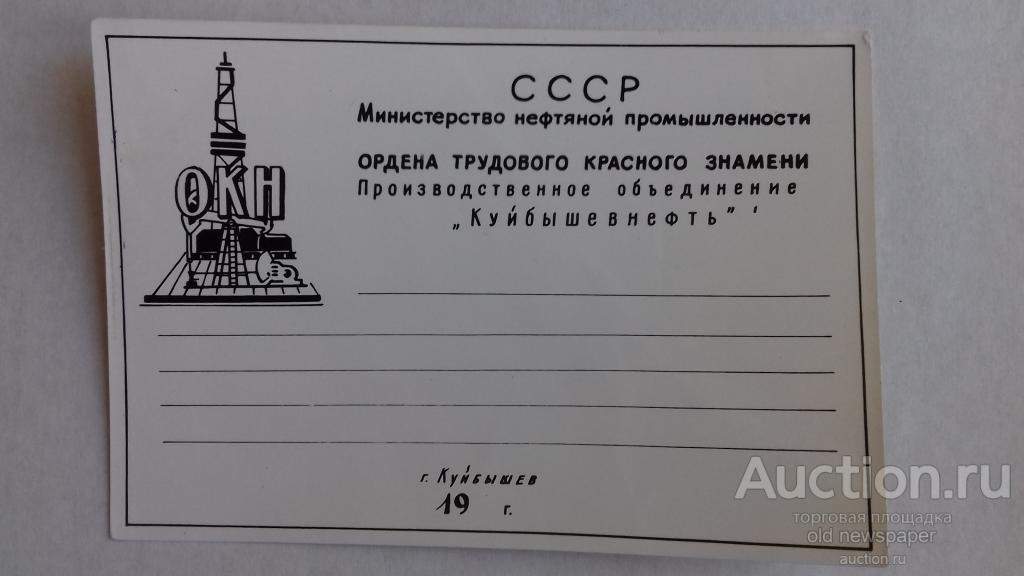 СССР
Министерство нефтяной промышленности
ОРДЕНА ТРУДОВОГО КРАСНОГО ЗНАМЕНИ
Производственное объединение
„Куйбышевнефть”
ОКН
г. Куйбышев
19 г.
Auction.ru
торговая площадка
old newspaper
auction.ru